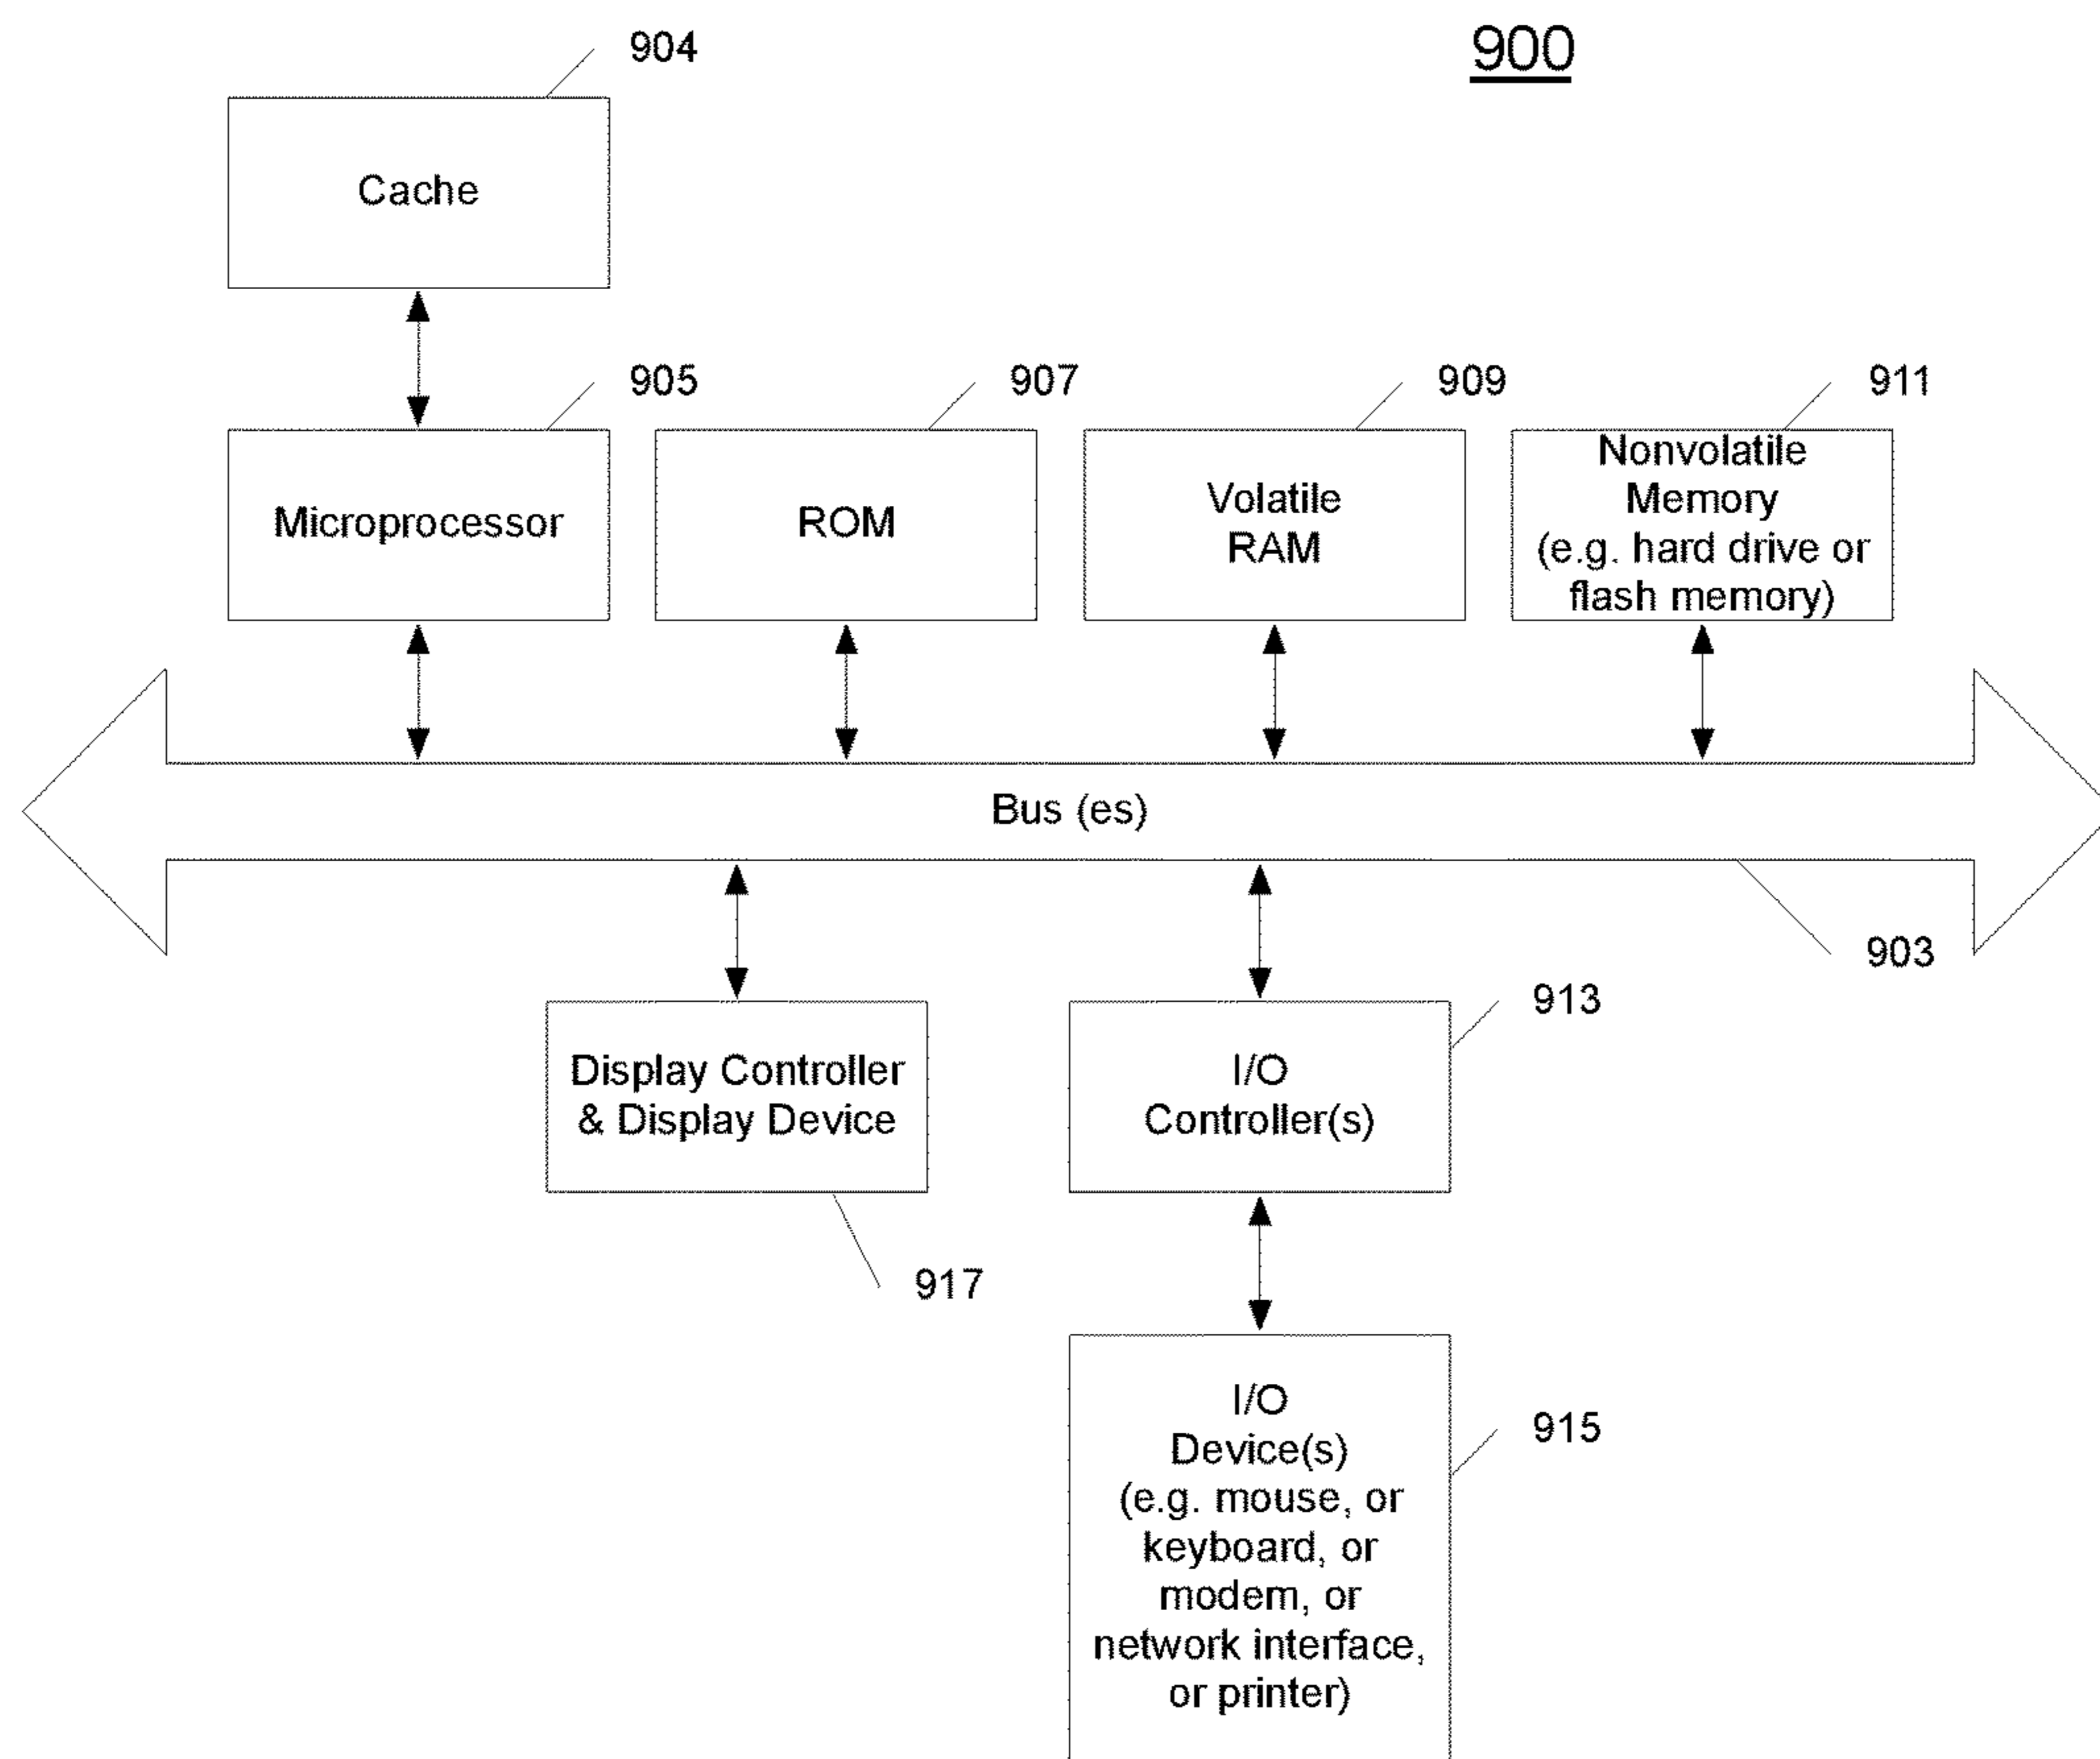 904
900
Cache
905
907
909
911
Microprocessor
ROM
Volatile
RAM
Nonvolatile
Memory
(e.g. hard drive or
flash memory)
Bus (es)
903
913
Display Controller
& Display Device
I/O
Controller(s)
917
915
I/O
Device(s)
(e.g. mouse, or
keyboard, or
modem, or
network interface,
or printer)